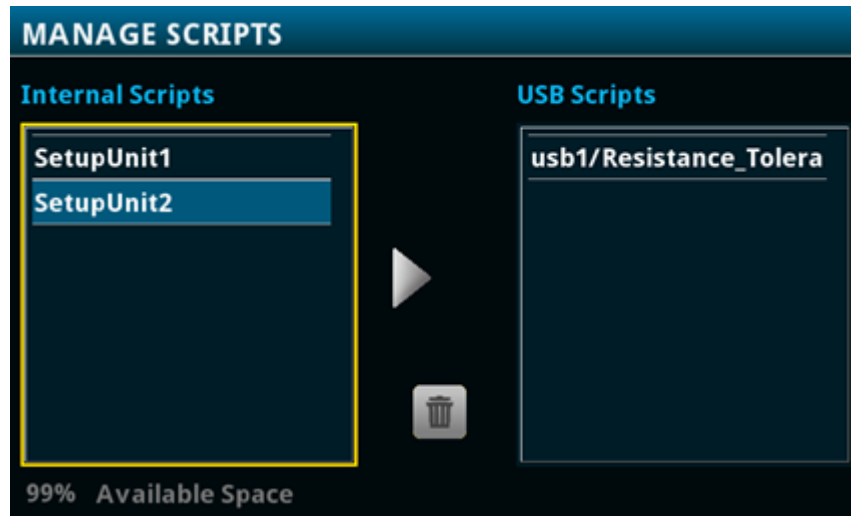 MANAGE SCRIPTS
Internal Scripts
USB Scripts
SetupUnit1
usb1/Resistance_Tolera
SetupUnit2
99% Available Space